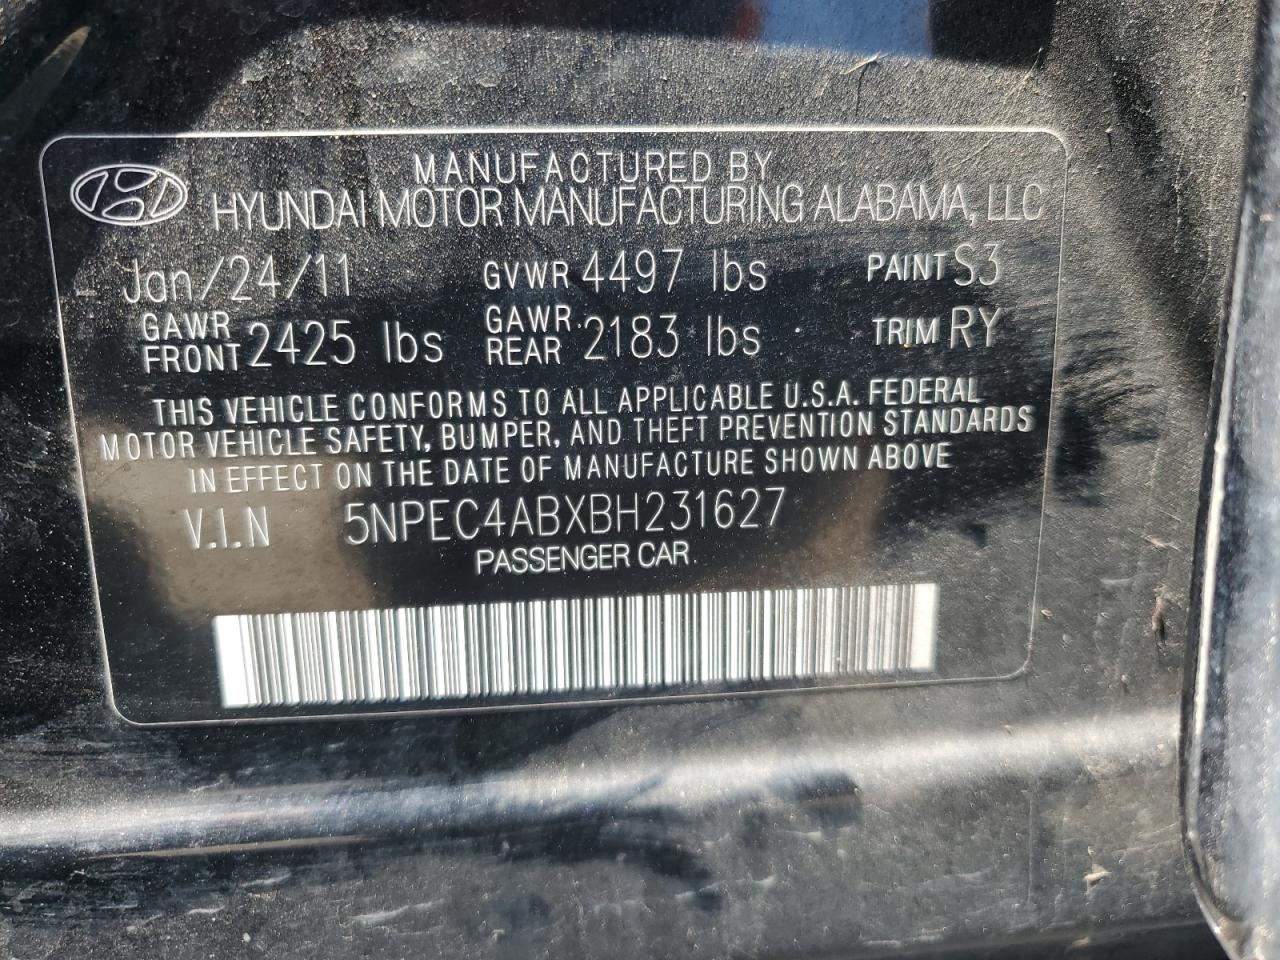 MANUFACTURED BY
HYUNDAI MOTOR MANUFACTURING ALABAMA, LLC
Jan/24/11 GVWR 4497 lbs PAINT S3
GAWR FRONT 2425 lbs GAWR REAR 2183 lbs TRIM RY
THIS VEHICLE CONFORMS TO ALL APPLICABLE U.S.A. FEDERAL
MOTOR VEHICLE SAFETY, BUMPER, AND THEFT PREVENTION STANDARDS
IN EFFECT ON THE DATE OF MANUFACTURE SHOWN ABOVE
V.I.N 5NPEC4ABXBH231627
PASSENGER CAR